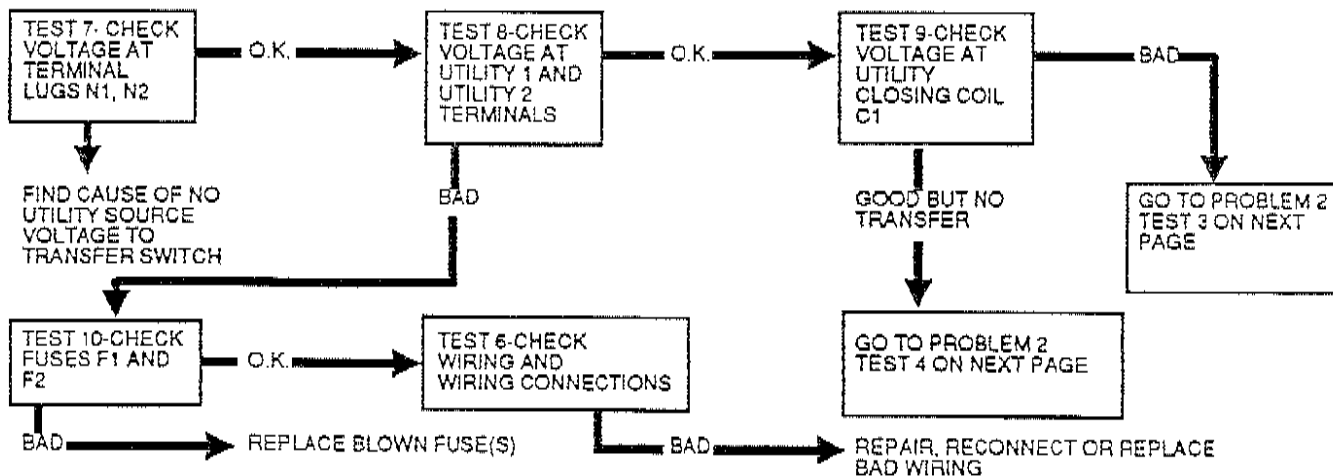 TEST 7- CHECK
VOLTAGE AT
TERMINAL
LUGS N1, N2
O.K.
TEST 8-CHECK
VOLTAGE AT
UTILITY 1 AND
UTILITY 2
TERMINALS
O.K.
TEST 9-CHECK
VOLTAGE AT
UTILITY
CLOSING COIL
C1
BAD
FIND CAUSE OF NO
UTILITY SOURCE
VOLTAGE TO
TRANSFER SWITCH
BAD
GOOD BUT NO
TRANSFER
GO TO PROBLEM 2
TEST 3 ON NEXT
PAGE
TEST 10-CHECK
FUSES F1 AND
F2
O.K.
TEST 6-CHECK
WIRING AND
WIRING CONNECTIONS
GO TO PROBLEM 2
TEST 4 ON NEXT PAGE
BAD
REPLACE BLOWN FUSE(S)
BAD
REPAIR, RECONNECT OR REPLACE
BAD WIRING